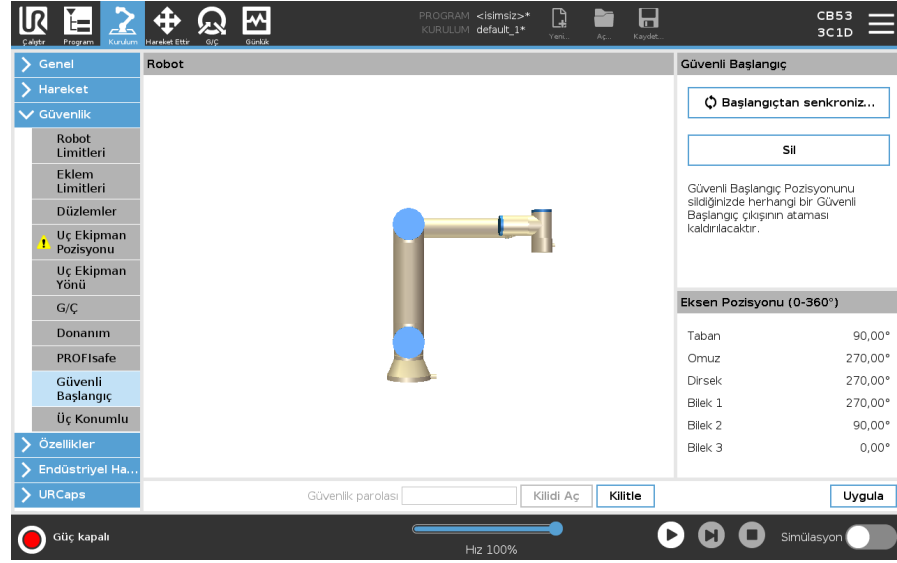 PROGRAM <isimsiz>*
KURULUM default_1*
CB53
3C1D
Çalıştır Program Kurulum Hareket Ettir G/Ç Günlük Yeni... Aç... Kaydet...
Genel
Hareket
Güvenlik
Robot
Limitleri
Eklem
Limitleri
Düzlemler
Uç Ekipman
Pozisyonu
Uç Ekipman
Yönü
G/Ç
Donanım
PROFIsafe
Güvenli
Başlangıç
Üç Konumlu
Özellikler
Endüstriyel Ha...
URCaps
Robot
Güvenlik parolası Kilidi Aç Kilitle
Güvenli Başlangıç
Başlangıçtan senkroniz...
Sil
Güvenli Başlangıç Pozisyonunu
sildiğinizde herhangi bir Güvenli
Başlangıç çıkışının ataması
kaldırılacaktır.
Eksen Pozisyonu (0-360°)
Taban 90,00°
Omuz 270,00°
Dirsek 270,00°
Bilek 1 270,00°
Bilek 2 90,00°
Bilek 3 0,00°
Uygula
Güç kapalı
Hız 100%
Simülasyon